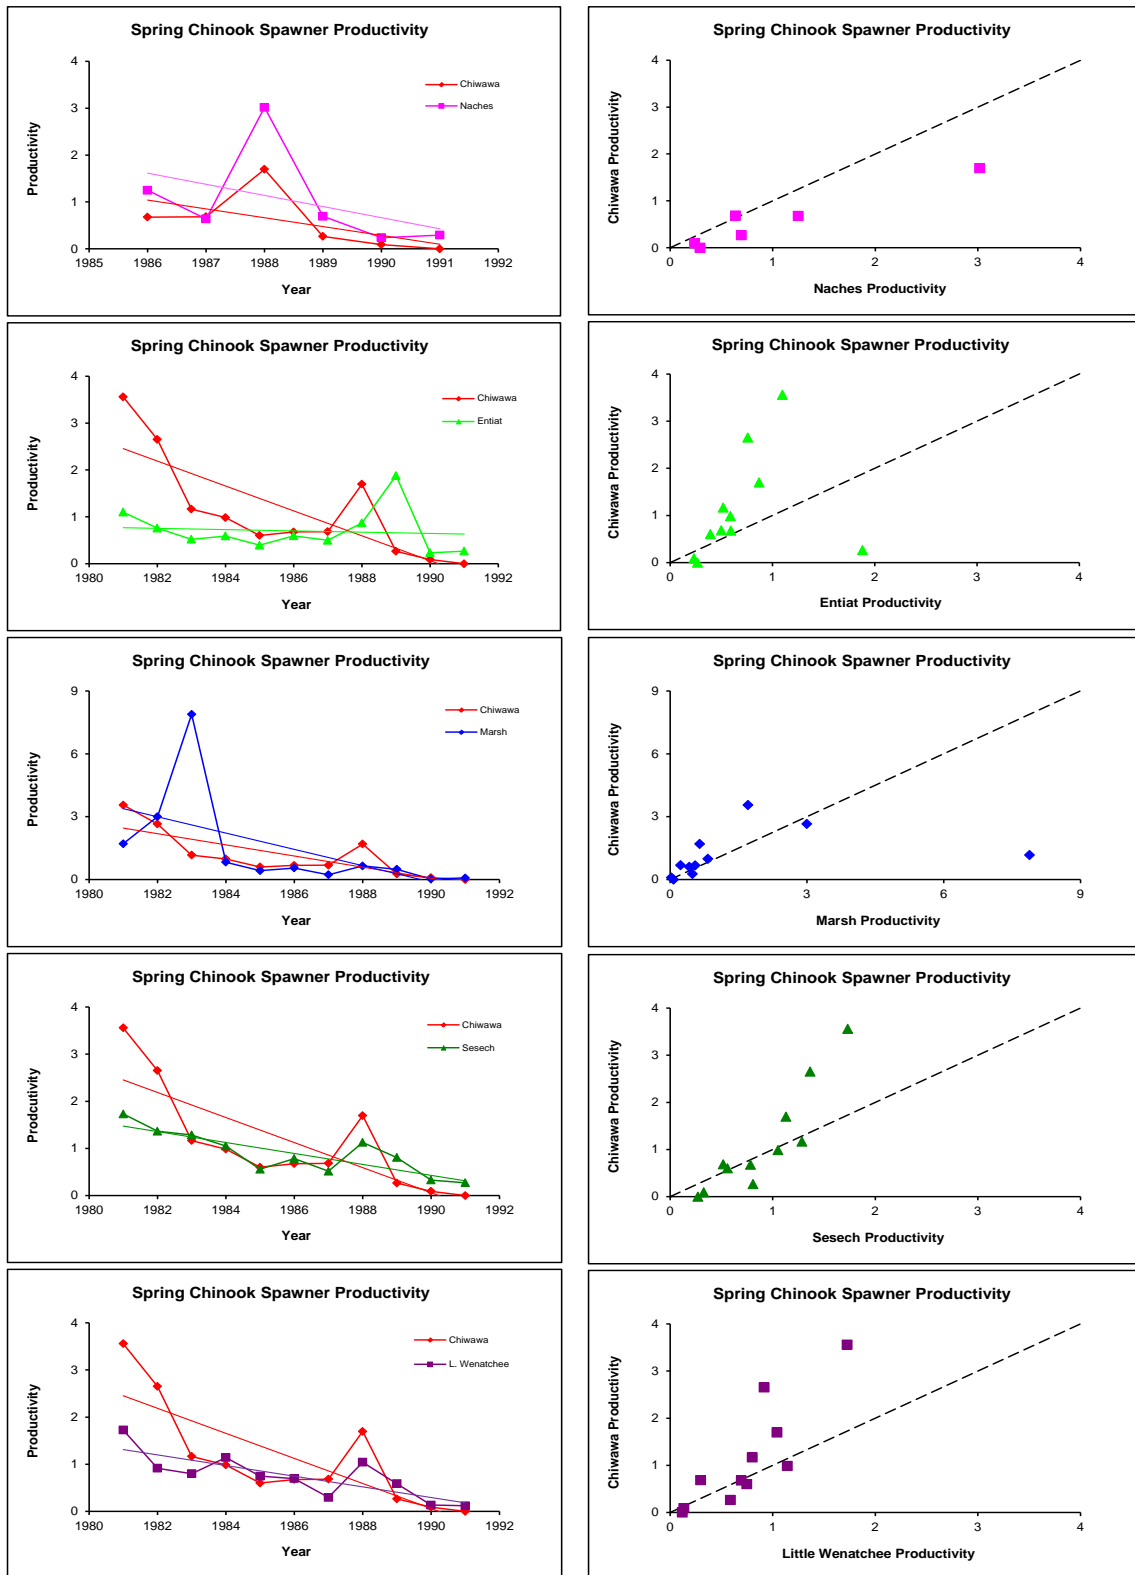 Spring Chinook Spawner Productivity
4
3
2
1
0
1985 1986 1987 1988 1989 1990 1991 1992
Productivity
Year
Chiwawa
Naches
Spring Chinook Spawner Productivity
4
3
2
1
0
0 1 2 3 4
Chiwawa Productivity
Naches Productivity
Spring Chinook Spawner Productivity
4
3
2
1
0
1980 1982 1984 1986 1988 1990 1992
Productivity
Year
Chiwawa
Entiat
Spring Chinook Spawner Productivity
4
3
2
1
0
0 1 2 3 4
Chiwawa Productivity
Entiat Productivity
Spring Chinook Spawner Productivity
9
6
3
0
1980 1982 1984 1986 1988 1990 1992
Productivity
Year
Chiwawa
Marsh
Spring Chinook Spawner Productivity
9
6
3
0
0 3 6 9
Chiwawa Productivity
Marsh Productivity
Spring Chinook Spawner Productivity
4
3
2
1
0
1980 1982 1984 1986 1988 1990 1992
Prodcutivity
Year
Chiwawa
Sesech
Spring Chinook Spawner Productivity
4
3
2
1
0
0 1 2 3 4
Chiwawa Productivity
Sesech Productivity
Spring Chinook Spawner Productivity
4
3
2
1
0
1980 1982 1984 1986 1988 1990 1992
Productivity
Year
Chiwawa
L. Wenatchee
Spring Chinook Spawner Productivity
4
3
2
1
0
0 1 2 3 4
Chiwawa Productivity
Little Wenatchee Productivity